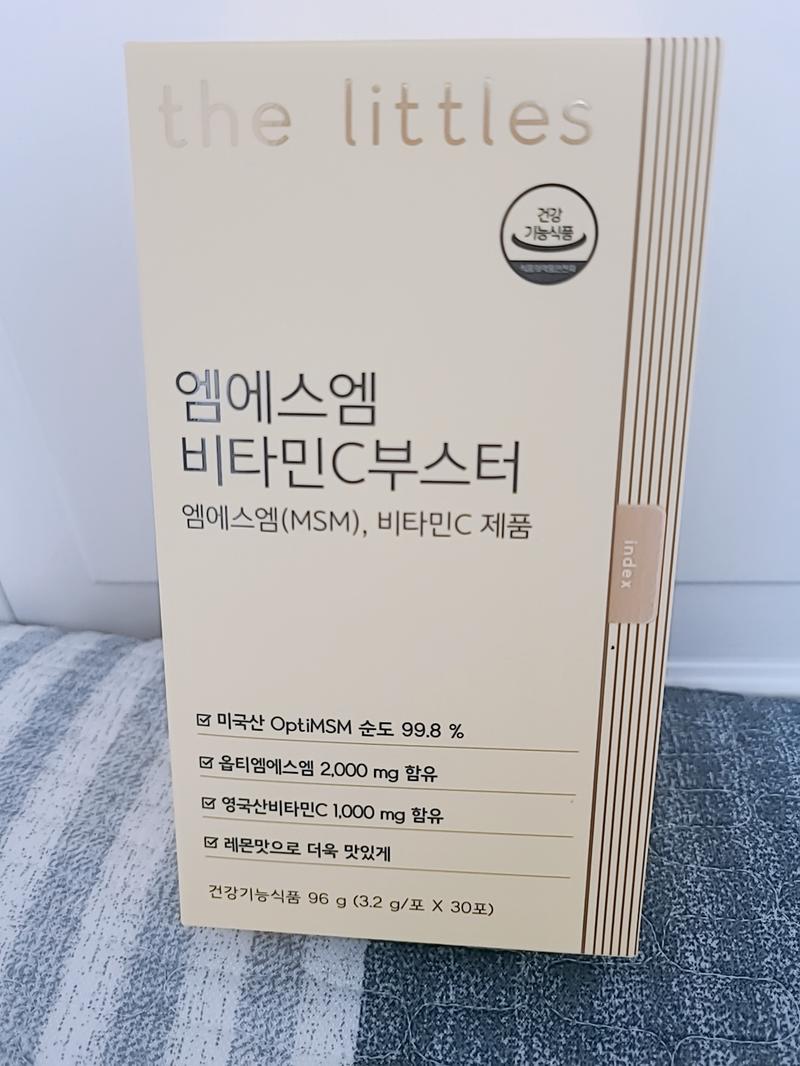 the littles
건강
기능식품
엠에스엠
비타민C부스터
엠에스엠(MSM), 비타민C 제품
index
미국산 OptiMSM 순도 99.8 %
옵티엠에스엠 2,000 mg 함유
영국산비타민C 1,000 mg 함유
레몬맛으로 더욱 맛있게
건강기능식품 96 g (3.2 g/포 X 30포)